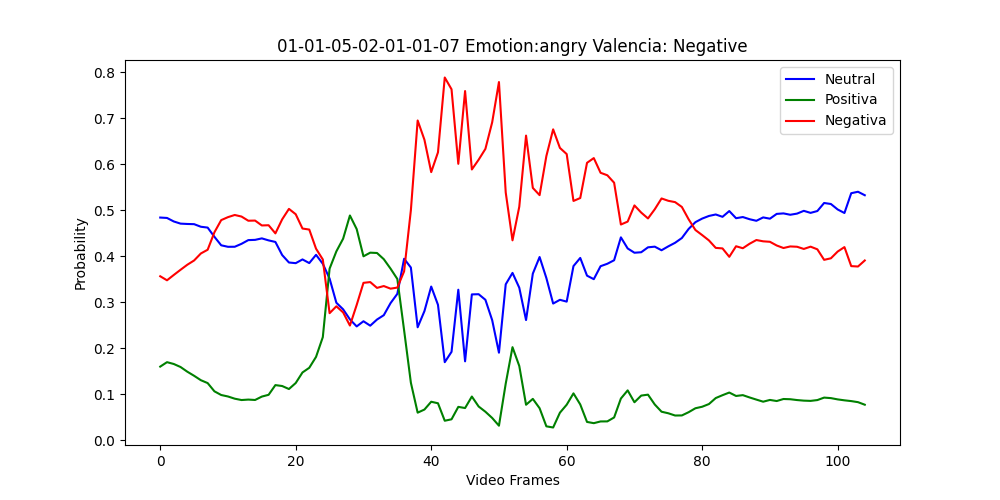 01-01-05-02-01-01-07 Emotion:angry Valencia: Negative
Neutral
Positiva
Negativa
Probability
0.8
0.7
0.6
0.5
0.4
0.3
0.2
0.1
0.0
0 20 40 60 80 100
Video Frames